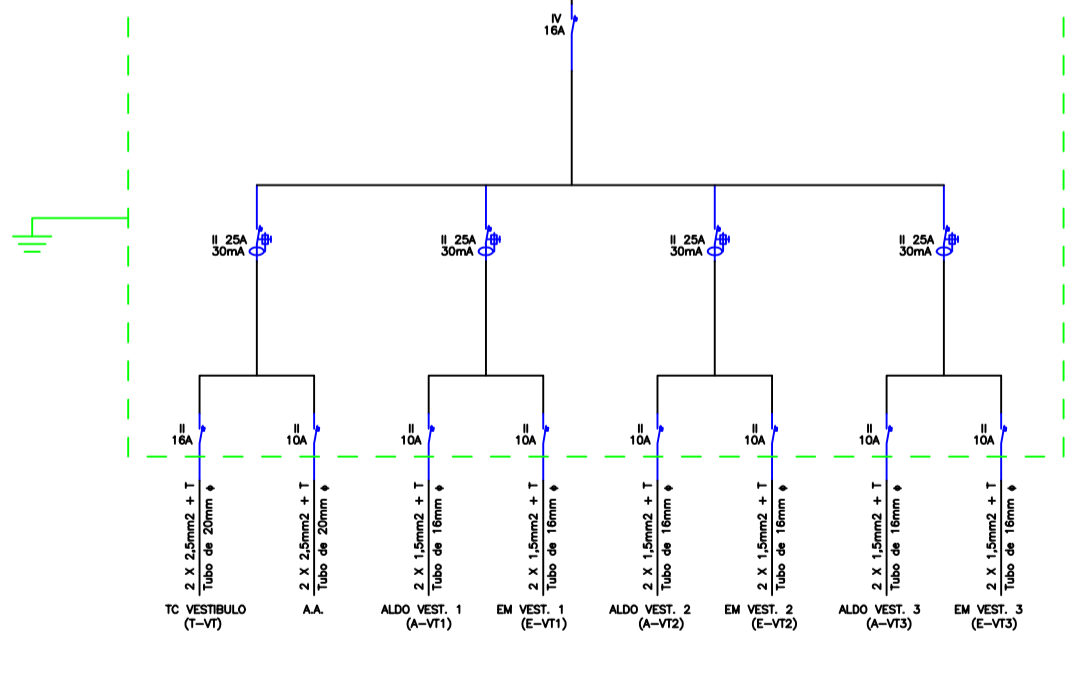 IV
16A
II 25A
30mA
II 25A
30mA
II 25A
30mA
II 25A
30mA
II
16A
II
10A
II
10A
II
10A
II
10A
II
10A
II
10A
II
10A
2 X 2,5mm2 + T
Tubo de 20mm ϕ
2 X 2,5mm2 + T
Tubo de 20mm ϕ
2 X 1,5mm2 + T
Tubo de 16mm ϕ
2 X 1,5mm2 + T
Tubo de 16mm ϕ
2 X 1,5mm2 + T
Tubo de 16mm ϕ
2 X 1,5mm2 + T
Tubo de 16mm ϕ
2 X 1,5mm2 + T
Tubo de 16mm ϕ
2 X 1,5mm2 + T
Tubo de 16mm ϕ
TC VESTIBULO
(T-VT)
A.A.
ALDO VEST. 1
(A-VT1)
EM VEST. 1
(E-VT1)
ALDO VEST. 2
(A-VT2)
EM VEST. 2
(E-VT2)
ALDO VEST. 3
(A-VT3)
EM VEST. 3
(E-VT3)